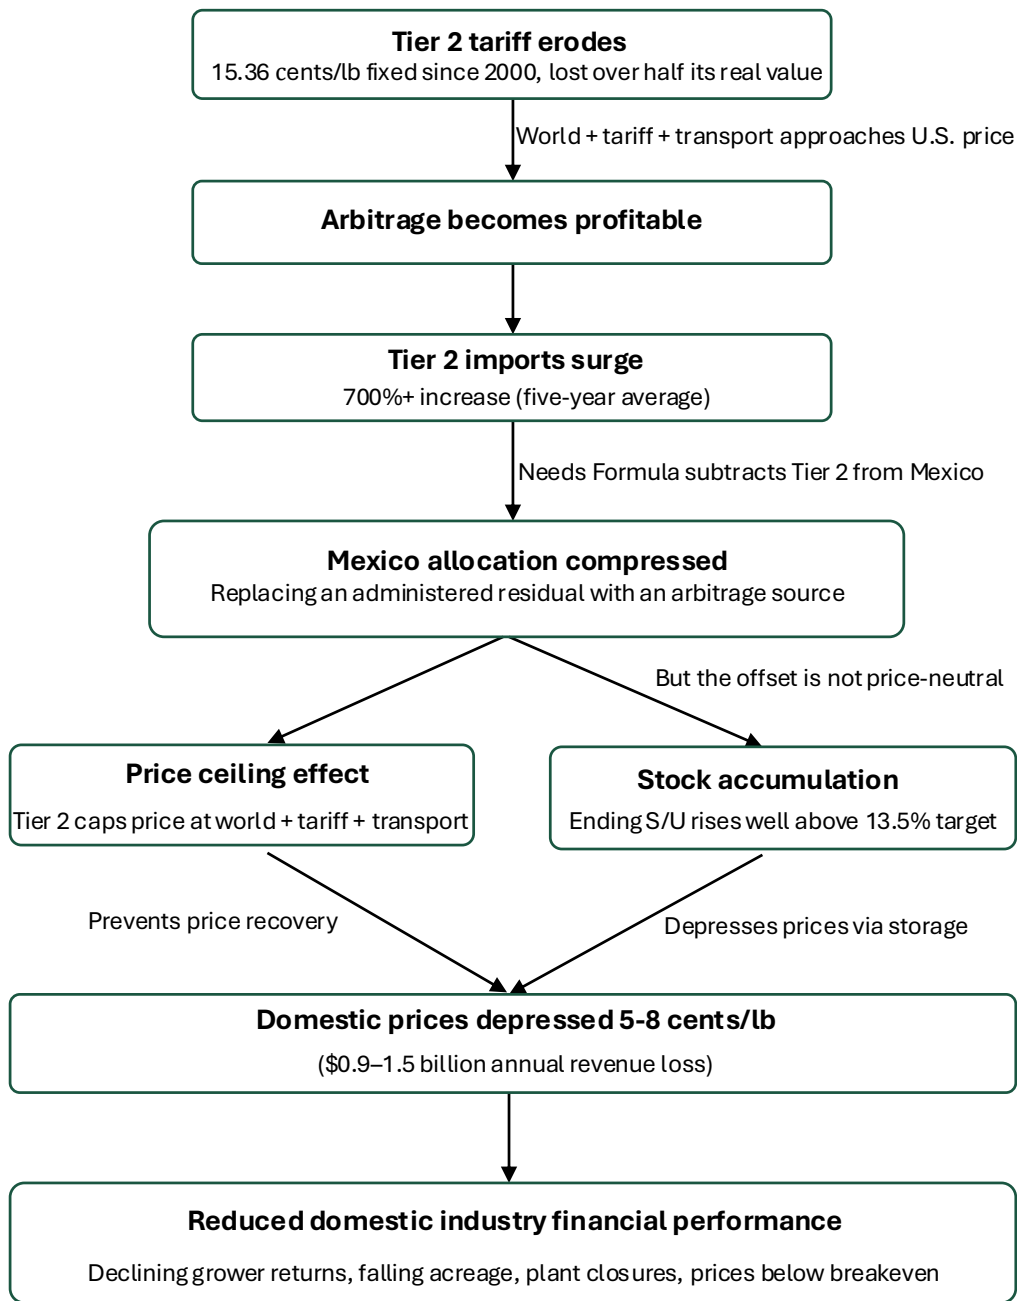 Tier 2 tariff erodes
15.36 cents/lb fixed since 2000, lost over half its real value
World + tariff + transport approaches U.S. price
Arbitrage becomes profitable
Tier 2 imports surge
700%+ increase (five-year average)
Needs Formula subtracts Tier 2 from Mexico
Mexico allocation compressed
Replacing an administered residual with an arbitrage source
But the offset is not price-neutral
Price ceiling effect
Tier 2 caps price at world + tariff + transport
Stock accumulation
Ending S/U rises well above 13.5% target
Prevents price recovery
Depresses prices via storage
Domestic prices depressed 5-8 cents/lb
($0.9–1.5 billion annual revenue loss)
Reduced domestic industry financial performance
Declining grower returns, falling acreage, plant closures, prices below breakeven